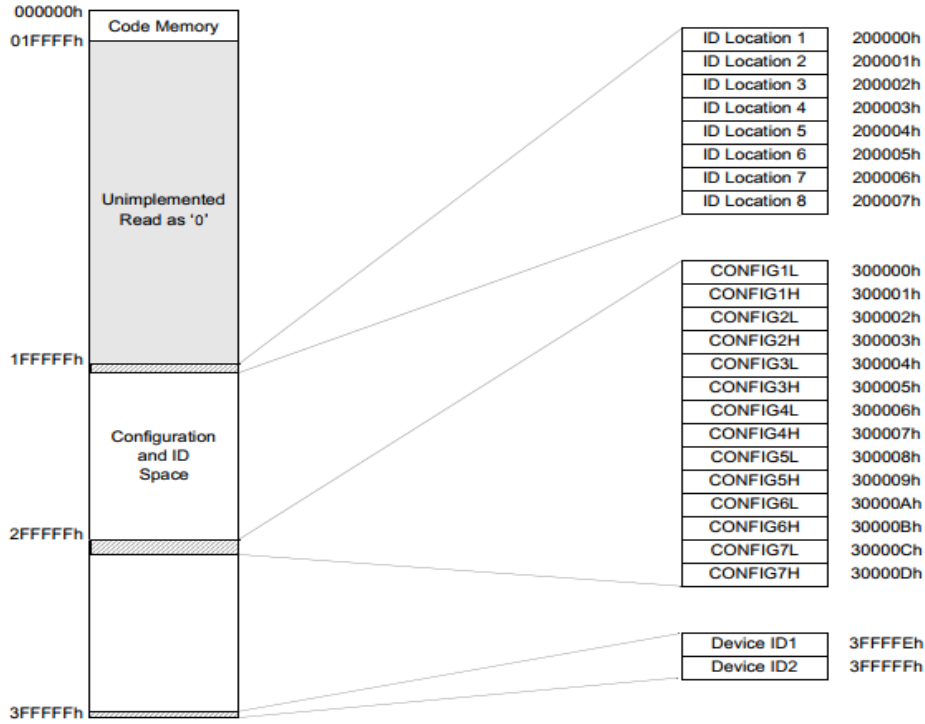 000000h
Code Memory
01FFFFh
Unimplemented
Read as ‘0’
1FFFFFh
Configuration
and ID
Space
2FFFFFh
3FFFFFh
ID Location 1 200000h
ID Location 2 200001h
ID Location 3 200002h
ID Location 4 200003h
ID Location 5 200004h
ID Location 6 200005h
ID Location 7 200006h
ID Location 8 200007h
CONFIG1L 300000h
CONFIG1H 300001h
CONFIG2L 300002h
CONFIG2H 300003h
CONFIG3L 300004h
CONFIG3H 300005h
CONFIG4L 300006h
CONFIG4H 300007h
CONFIG5L 300008h
CONFIG5H 300009h
CONFIG6L 30000Ah
CONFIG6H 30000Bh
CONFIG7L 30000Ch
CONFIG7H 30000Dh
Device ID1 3FFFFEh
Device ID2 3FFFFFh